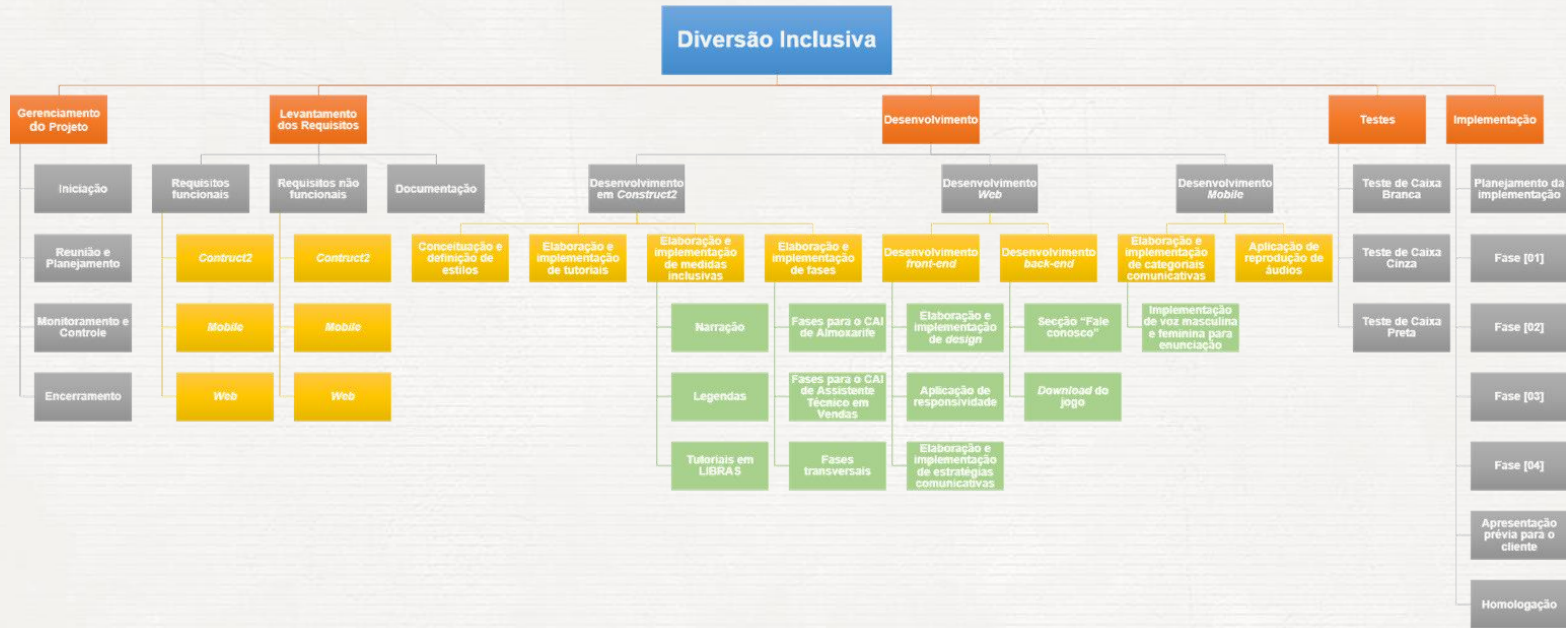 Diversão Inclusiva
Gerenciamento
do Projeto
Iniciação
Reunião e
Planejamento
Monitoramento e
Controle
Encerramento
Levantamento
dos Requisitos
Requisitos
funcionais
Contruct2
Mobile
Web
Requisitos não
funcionais
Contruct2
Mobile
Web
Documentação
Desenvolvimento
Desenvolvimento
em Construct2
Conceituação e
definição de
estilos
Elaboração e
implementação
de tutoriais
Elaboração e
implementação
de medidas
inclusivas
Narração
Legendas
Tutoriais em
LIBRAS
Elaboração e
implementação
de fases
Fases para o CAI
de Almoxarife
Fases para o CAI
de Assistente
Técnico em
Vendas
Fases
transversais
Desenvolvimento
Web
Desenvolvimento
front-end
Elaboração e
implementação
de design
Aplicação de
responsividade
Elaboração e
implementação
de estratégias
comunicativas
Desenvolvimento
back-end
Secção “Fale
conosco”
Download do
jogo
Desenvolvimento
Mobile
Elaboração e
implementação
de categoriais
comunicativas
Implementação
de voz masculina
e feminina para
enunciação
Aplicação de
reprodução de
áudios
Testes
Teste de Caixa
Branca
Teste de Caixa
Cinza
Teste de Caixa
Preta
Implementação
Planejamento da
implementação
Fase [01]
Fase [02]
Fase [03]
Fase [04]
Apresentação
prévia para o
cliente
Homologação